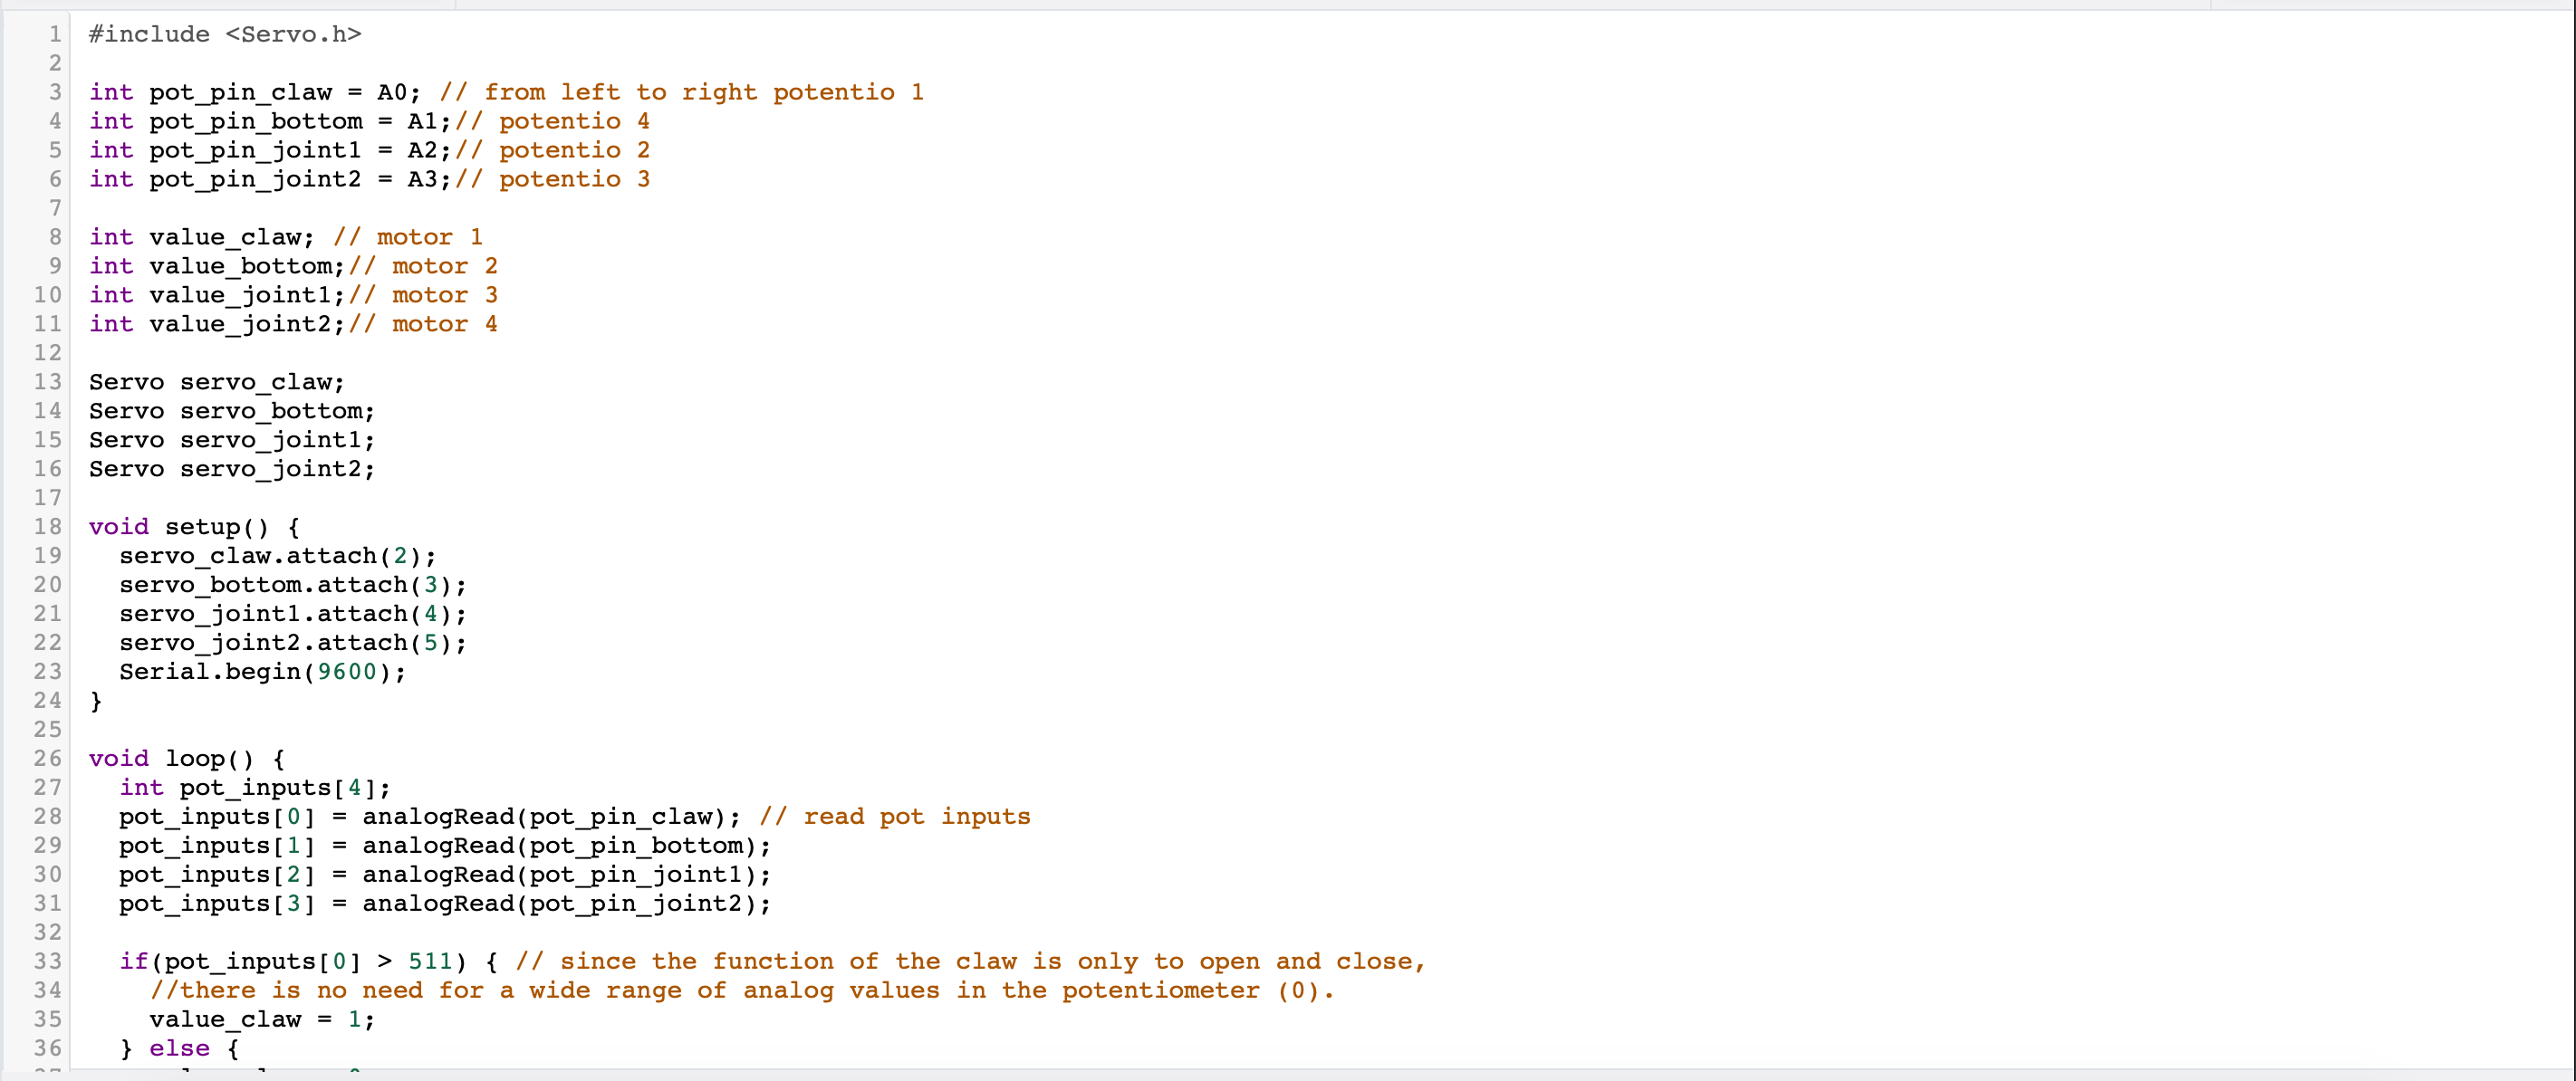 1 #include <Servo.h>
2
3 int pot_pin_claw = A0; // from left to right potentio 1
4 int pot_pin_bottom = A1;// potentio 4
5 int pot_pin_joint1 = A2;// potentio 2
6 int pot_pin_joint2 = A3;// potentio 3
7
8 int value_claw; // motor 1
9 int value_bottom;// motor 2
10 int value_joint1;// motor 3
11 int value_joint2;// motor 4
12
13 Servo servo_claw;
14 Servo servo_bottom;
15 Servo servo_joint1;
16 Servo servo_joint2;
17
18 void setup() {
19   servo_claw.attach(2);
20   servo_bottom.attach(3);
21   servo_joint1.attach(4);
22   servo_joint2.attach(5);
23   Serial.begin(9600);
24 }
25
26 void loop() {
27   int pot_inputs[4];
28   pot_inputs[0] = analogRead(pot_pin_claw); // read pot inputs
29   pot_inputs[1] = analogRead(pot_pin_bottom);
30   pot_inputs[2] = analogRead(pot_pin_joint1);
31   pot_inputs[3] = analogRead(pot_pin_joint2);
32
33   if(pot_inputs[0] > 511) { // since the function of the claw is only to open and close,
34     //there is no need for a wide range of analog values in the potentiometer (0).
35     value_claw = 1;
36   } else {